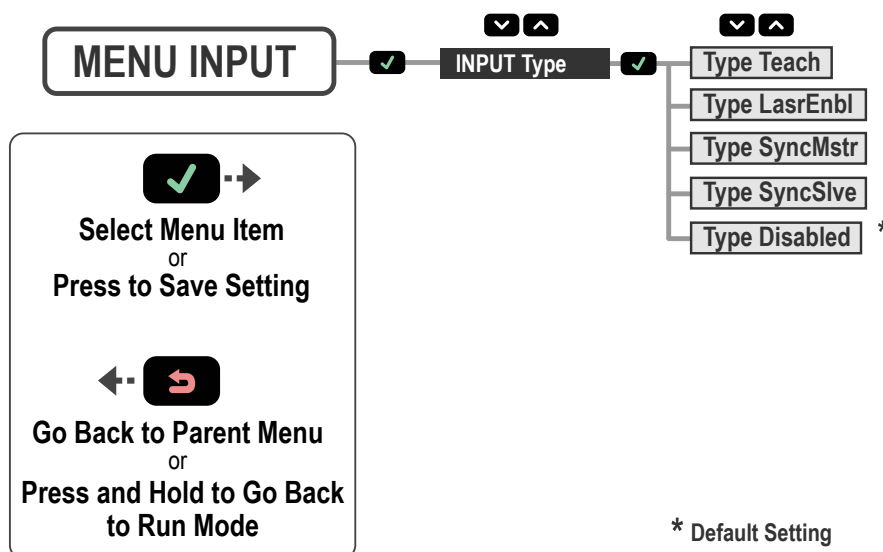 MENU INPUT
INPUT Type
Type Teach
Type LasrEnbl
Type SyncMstr
Type SyncSlve
Type Disabled *
Select Menu Item
or
Press to Save Setting
Go Back to Parent Menu
or
Press and Hold to Go Back
to Run Mode
* Default Setting